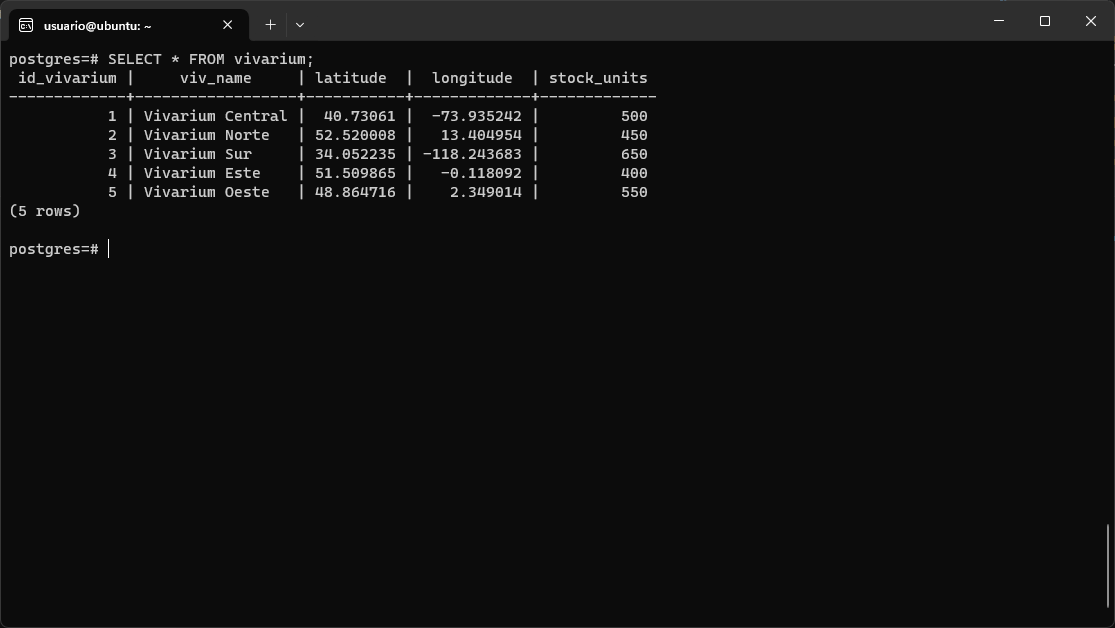 usuario@ubuntu: ~
postgres=# SELECT * FROM vivarium;
 id_vivarium |     viv_name     | latitude  |  longitude  | stock_units
-------------+------------------+-----------+-------------+-------------
           1 | Vivarium Central |  40.73061 |  -73.935242 |         500
           2 | Vivarium Norte   | 52.520008 |   13.404954 |         450
           3 | Vivarium Sur     | 34.052235 | -118.243683 |         650
           4 | Vivarium Este    | 51.509865 |   -0.118092 |         400
           5 | Vivarium Oeste   | 48.864716 |    2.349014 |         550
(5 rows)
postgres=#